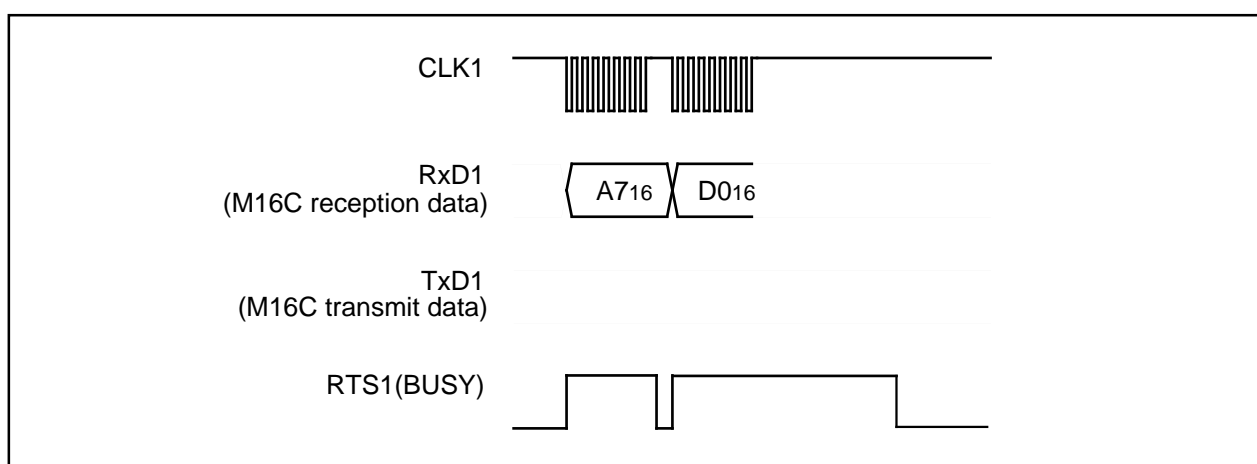 CLK1
RxD1
(M16C reception data)
A716 D016
TxD1
(M16C transmit data)
RTS1(BUSY)